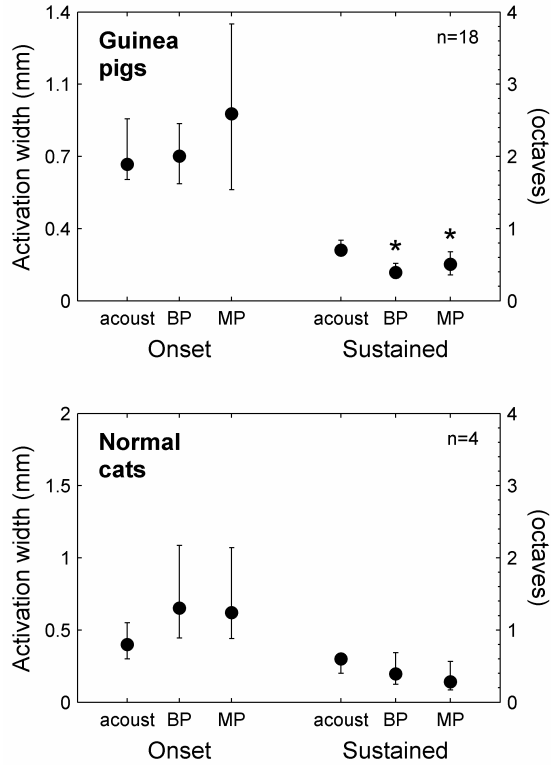 Guinea
pigs
n=18
1.4
1.1
0.7
0.4
0
Activation width (mm)
4
3
2
1
0
(octaves)
* *
acoust BP MP acoust BP MP
Onset Sustained
Normal
cats
n=4
2
1.5
1
0.5
0
Activation width (mm)
4
3
2
1
0
(octaves)
acoust BP MP acoust BP MP
Onset Sustained